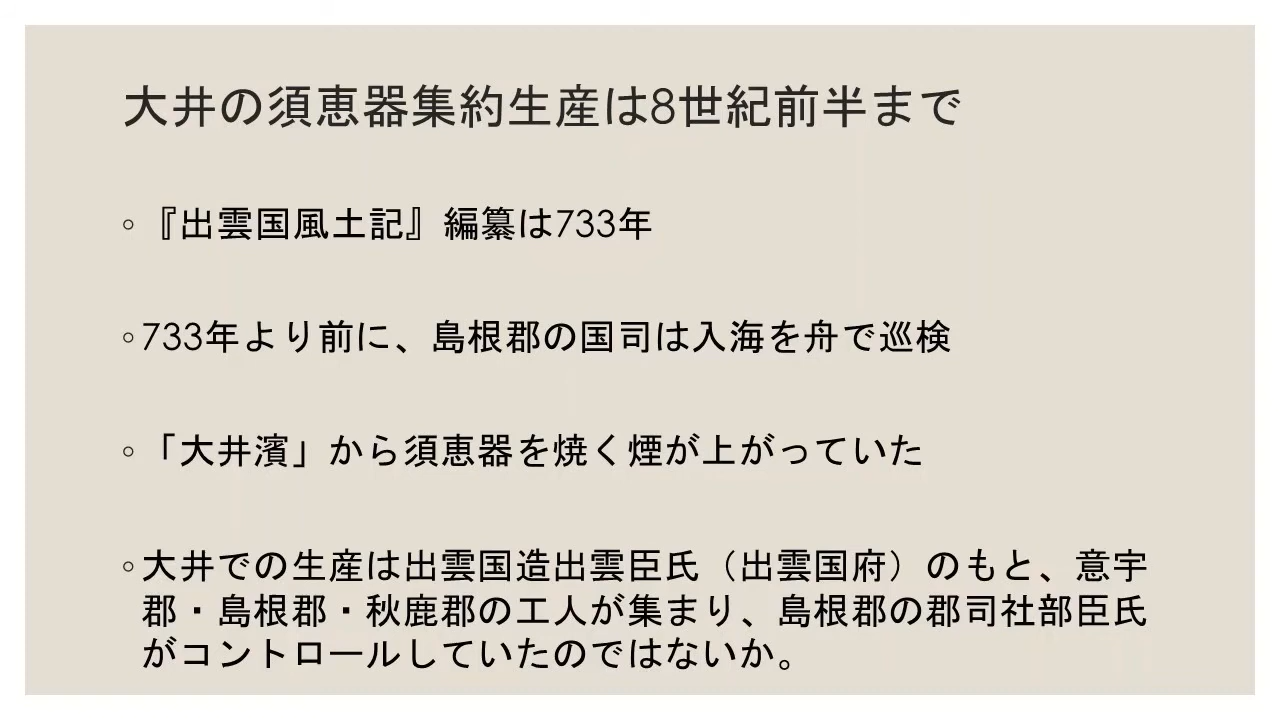 大井の須恵器集約生産は8世紀前半まで
◦『出雲国風土記』編纂は733年
◦733年より前に、島根郡の国司は入海を舟で巡検
◦「大井濱」から須恵器を焼く煙が上がっていた
◦大井での生産は出雲国造出雲臣氏（出雲国府）のもと、意宇
郡・島根郡・秋鹿郡の工人が集まり、島根郡の郡司社部臣氏
がコントロールしていたのではないか。